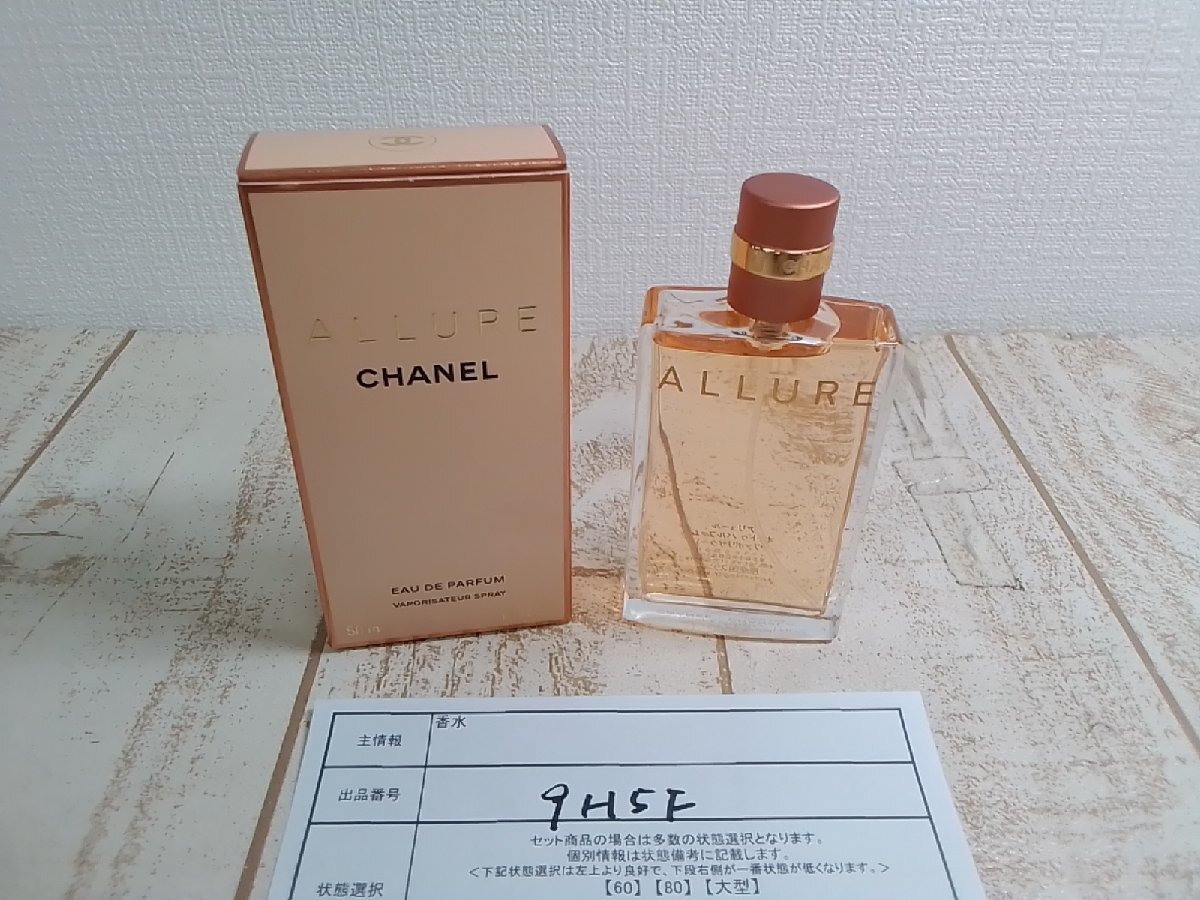 ALLURE
CHANEL
EAU DE PARFUM
VAPORISATEUR SPRAY
ALLURE
主情報
香水
出品番号
9H5F
状態選択
セット商品の場合は多数の状態選択となります。
個別情報は状態備考に記載します。
<下記状態選択は左上より良好で、下段右側が一番状態が低くなります。>
【60】【80】【大型】